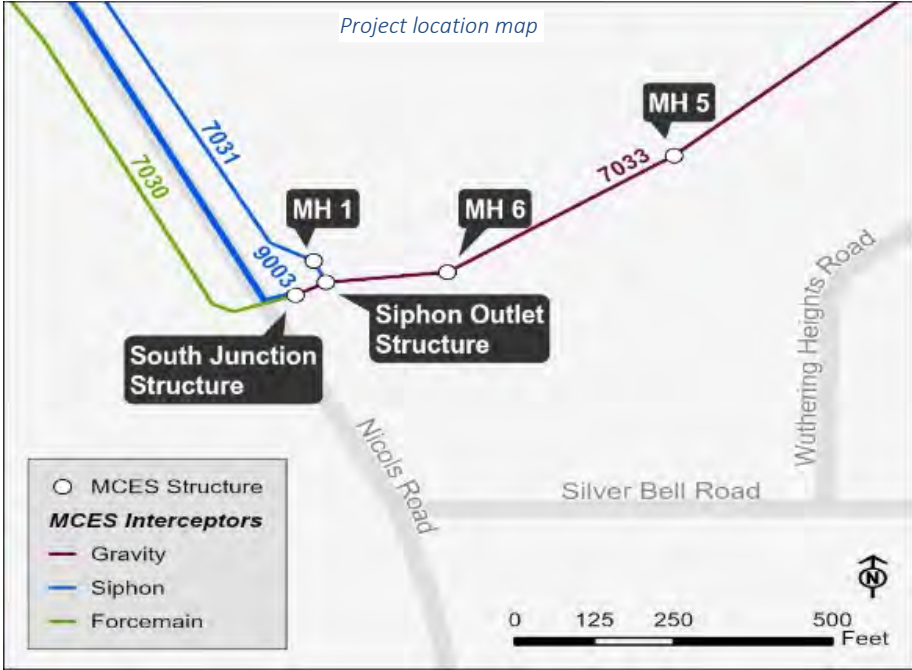 Project location map
MH 5
7031
7033
7030
MH 1
MH 6
9003
Siphon Outlet
Structure
South Junction
Structure
Wuthering Heights Road
Nicols Road
Silver Bell Road
MCES Structure
MCES Interceptors
Gravity
Siphon
Forcemain
N
0 125 250 500
Feet